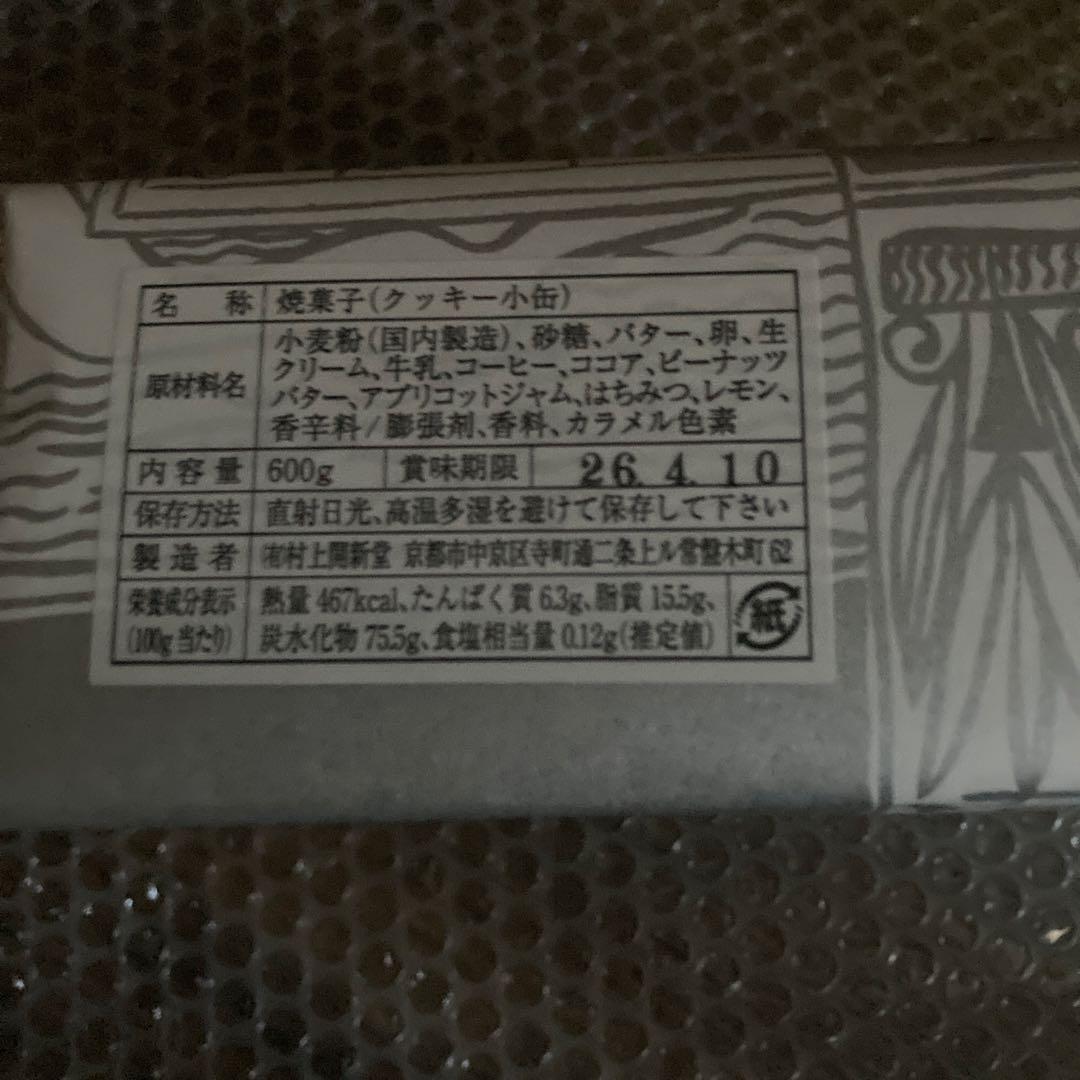 名称 焼菓子(クッキー小缶)
原材料名 小麦粉(国内製造)、砂糖、バター、卵、生
クリーム、牛乳、コーヒー、ココア、ピーナッツ
バター、アプリコットジャム、はちみつ、レモン、
香辛料/膨張剤、香料、カラメル色素
内容量 600g 賞味期限 26.4.10
保存方法 直射日光、高温多湿を避けて保存して下さい
製造者 ㈲村上開新堂 京都市中京区寺町通二条上ル常盤木町62
栄養成分表示 熱量467kcal、たんぱく質6.3g、脂質15.5g、
(100g当たり) 炭水化物75.5g、食塩相当量0.12g(推定値)
紙